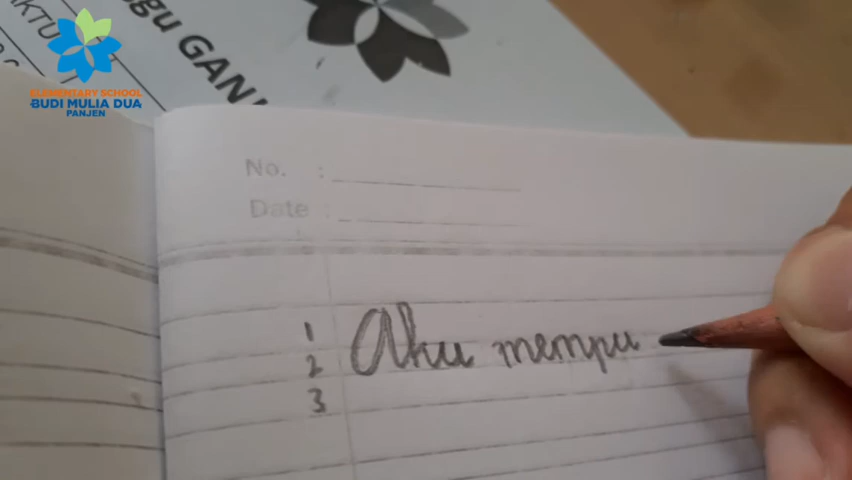 ELEMENTARY SCHOOL
BUDI MULIA DUA
PANJEN
No. :
Date :
1
2
3
Aku mempu